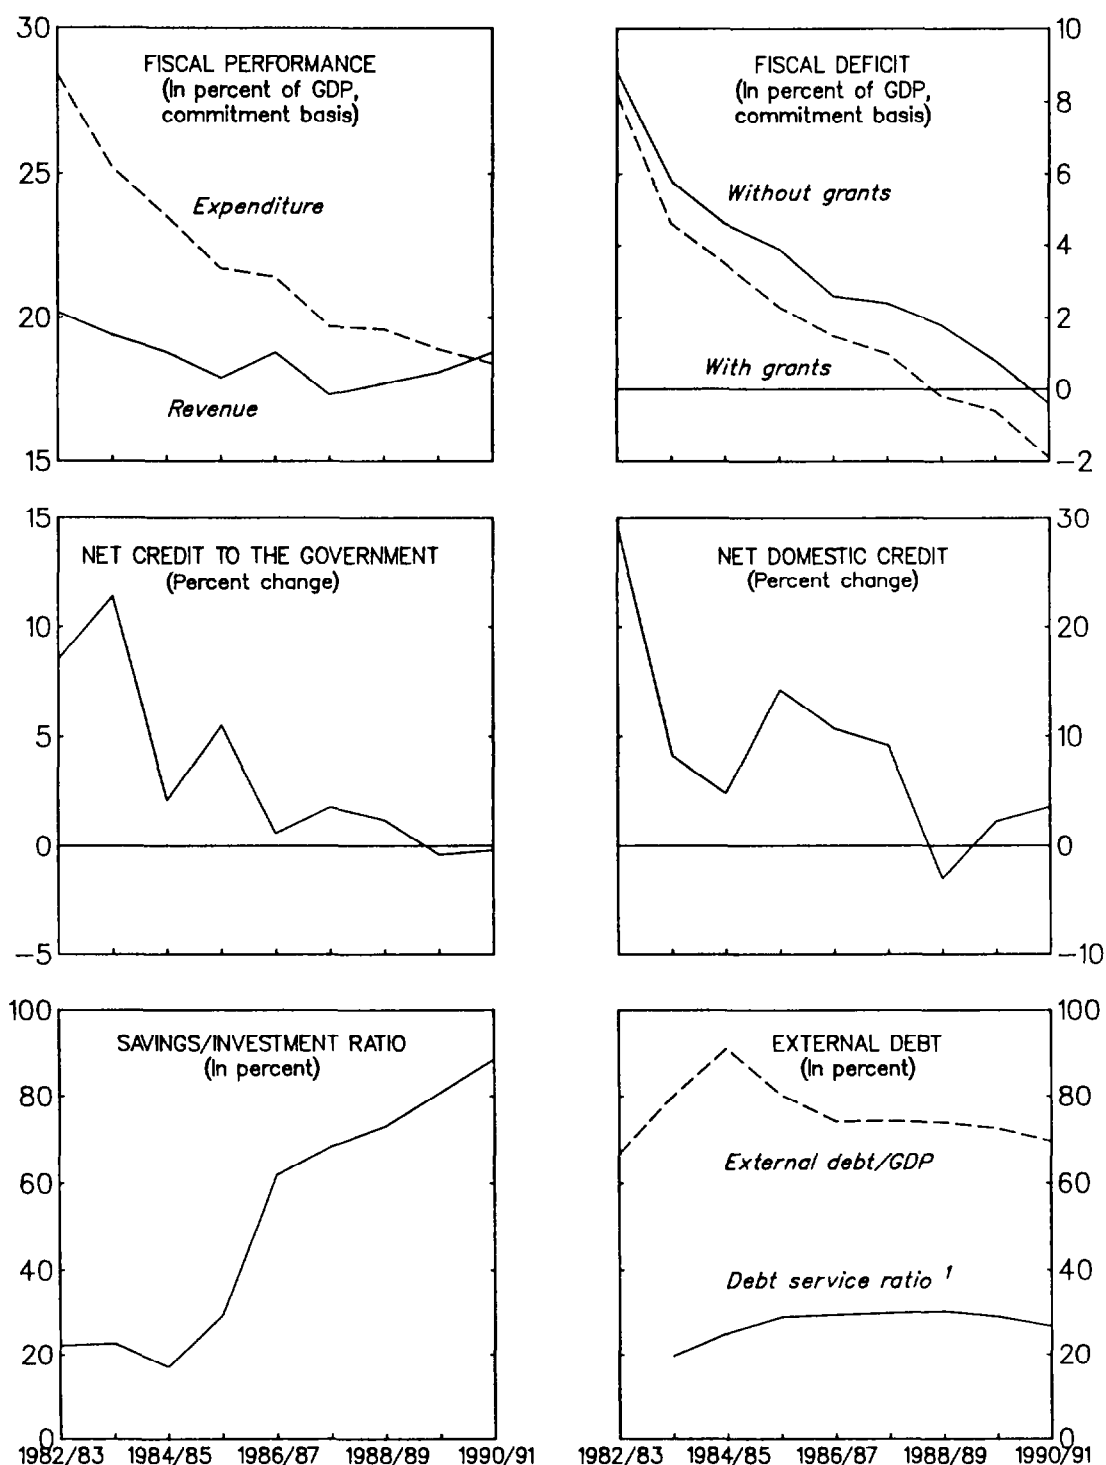 30
FISCAL PERFORMANCE
(In percent of GDP,
commitment basis)
25
Expenditure
20
Revenue
15
10
FISCAL DEFICIT
(In percent of GDP,
commitment basis)
8
6
Without grants
4
2
With grants
0
-2
15
NET CREDIT TO THE GOVERNMENT
(Percent change)
10
5
0
-5
30
NET DOMESTIC CREDIT
(Percent change)
20
10
0
-10
100
SAVINGS/INVESTMENT RATIO
(In percent)
80
60
40
20
0
1982/83 1984/85 1986/87 1988/89 1990/91
100
EXTERNAL DEBT
(In percent)
80
External debt/GDP
60
Debt service ratio 1
40
20
0
1982/83 1984/85 1986/87 1988/89 1990/91